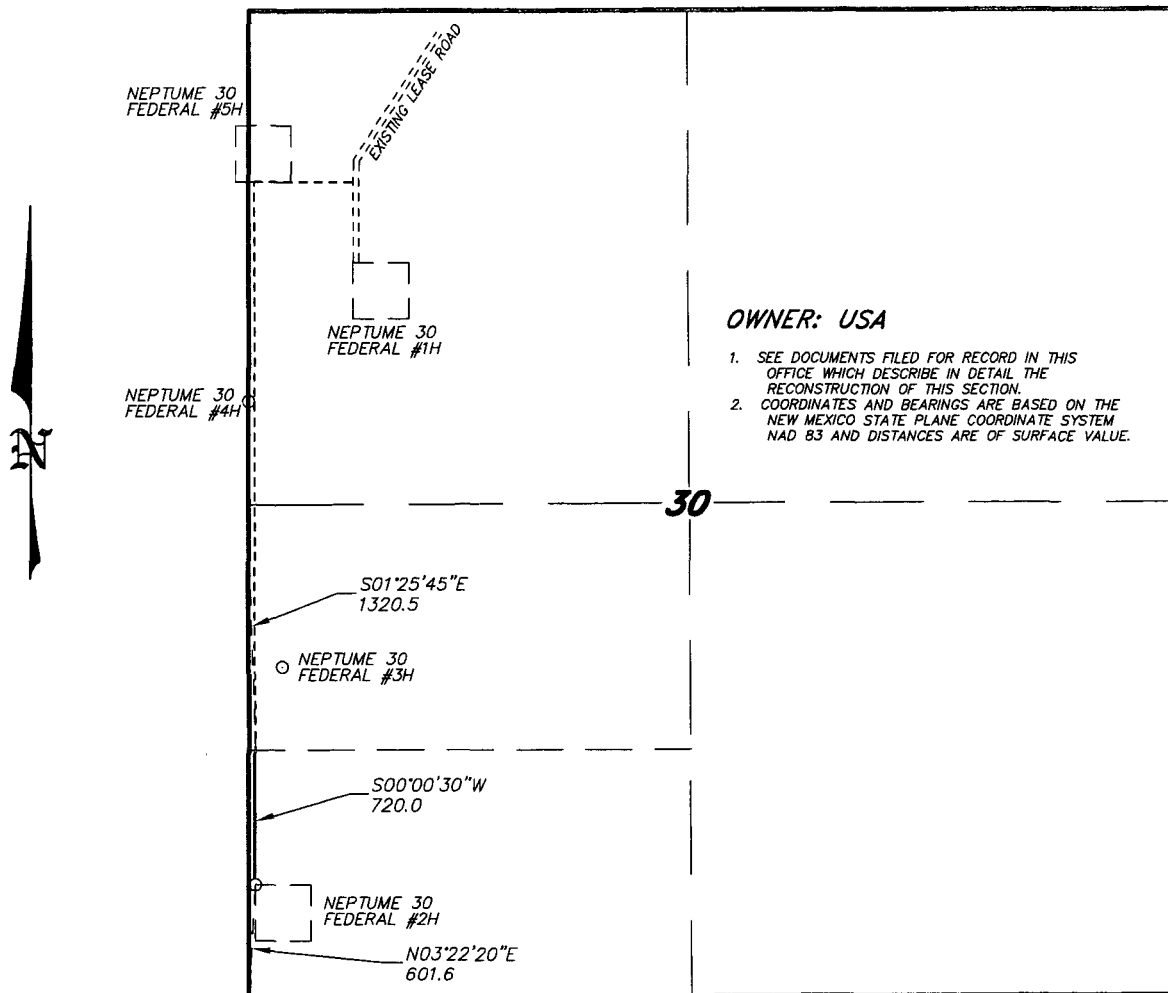 NEPTUME 30
FEDERAL #5H
EXISTING LEASE ROAD
NEPTUME 30
FEDERAL #1H
OWNER: USA
1. SEE DOCUMENTS FILED FOR RECORD IN THIS
OFFICE WHICH DESCRIBE IN DETAIL THE
RECONSTRUCTION OF THIS SECTION.
2. COORDINATES AND BEARINGS ARE BASED ON THE
NEW MEXICO STATE PLANE COORDINATE SYSTEM
NAD 83 AND DISTANCES ARE OF SURFACE VALUE.
NEPTUME 30
FEDERAL #4H
N
30
S01°25'45"E
1320.5
NEPTUME 30
FEDERAL #3H
S00°00'30"W
720.0
NEPTUME 30
FEDERAL #2H
N03°22'20"E
601.6